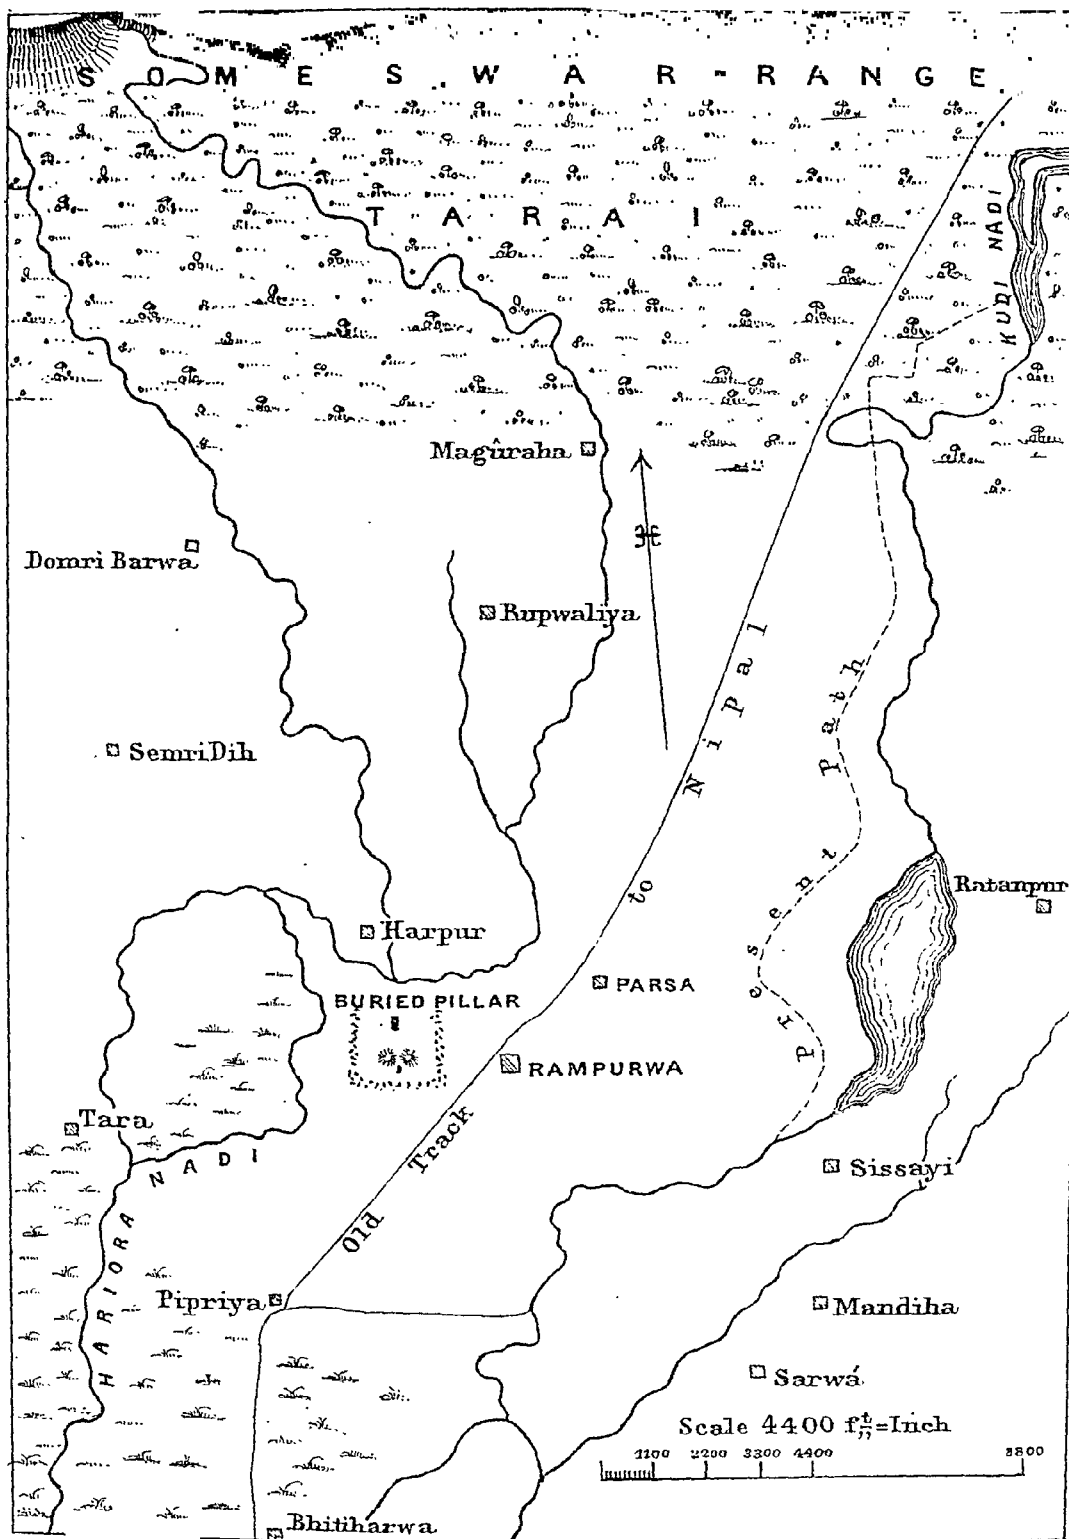 SOMESWAR-RANGE
TARAI
KUDI NADI
Magûraha
Domri Barwa
Rupwaliya
SemriDih
Old Track to Nipal
Present Path
Ratanpur
Harpur
PARSA
BURIED PILLAR
RAMPURWA
Tara
HARIORA NADI
Sissayi
Pipriya
Mandiha
Sarwá
Scale 4400 ft=Inch
1100 2200 3300 4400 8800
Bhitiharwa